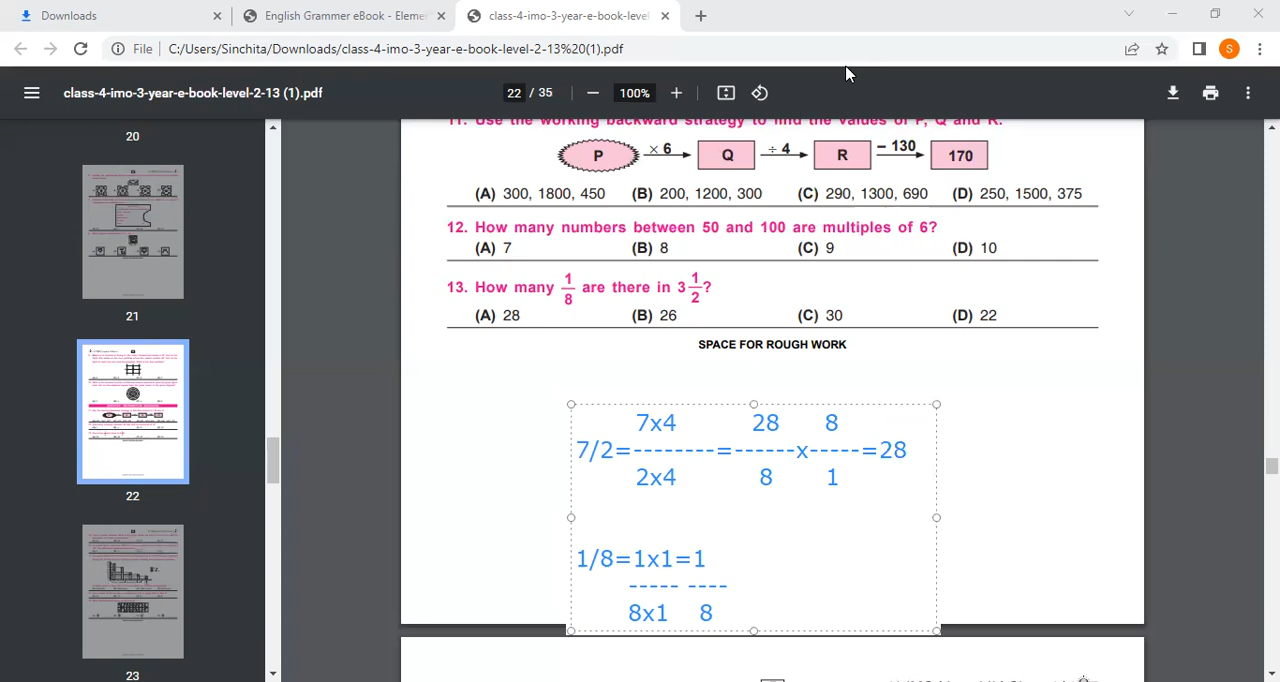 Downloads
English Grammer eBook - Eleme
class-4-imo-3-year-e-book-leve
File C:/Users/Sinchita/Downloads/class-4-imo-3-year-e-book-level-2-13%20(1).pdf S
class-4-imo-3-year-e-book-level-2-13 (1).pdf 22 / 35 100%
20
21
22
23
11. Use the working backward strategy to find the values of P, Q and R.
P × 6 Q ÷ 4 R – 130 170
(A) 300, 1800, 450 (B) 200, 1200, 300 (C) 290, 1300, 690 (D) 250, 1500, 375
12. How many numbers between 50 and 100 are multiples of 6?
(A) 7 (B) 8 (C) 9 (D) 10
13. How many 1/8 are there in 3 1/2?
(A) 28 (B) 26 (C) 30 (D) 22
SPACE FOR ROUGH WORK
7x4 28 8
7/2=--------=------x-----=28
2x4 8 1
1/8=1x1=1
----- ----
8x1 8